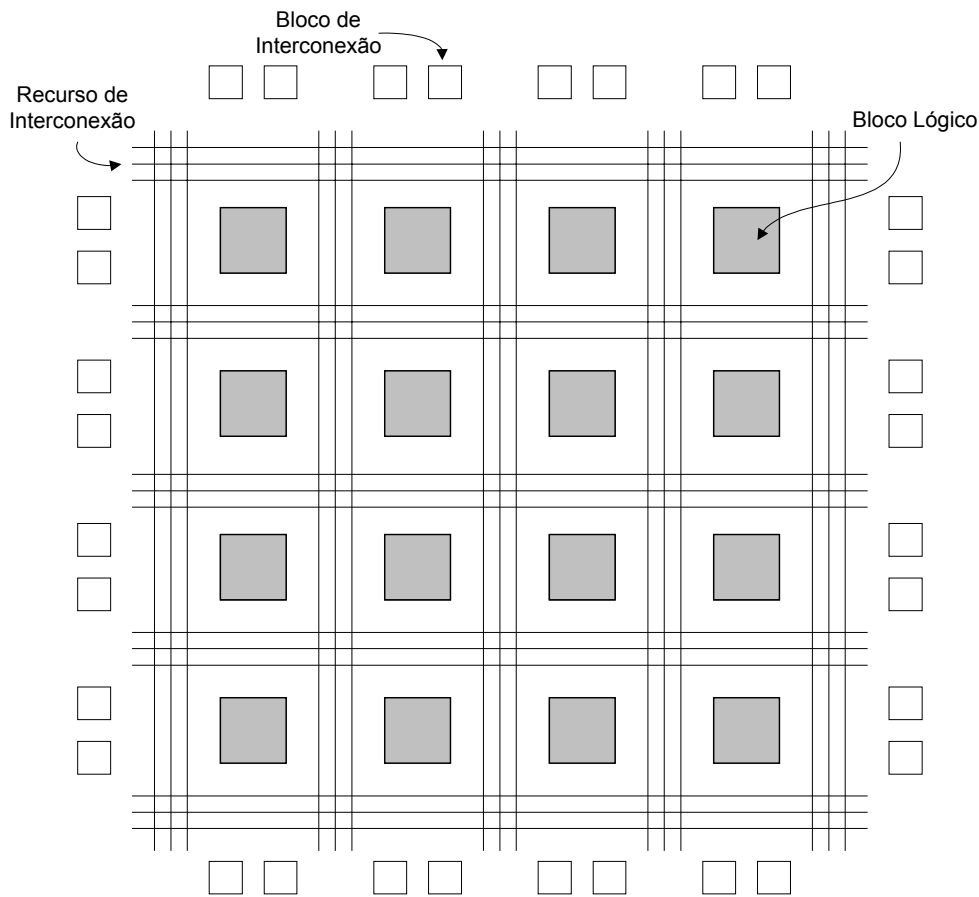 Bloco de
Interconexão
Recurso de
Interconexão
Bloco Lógico